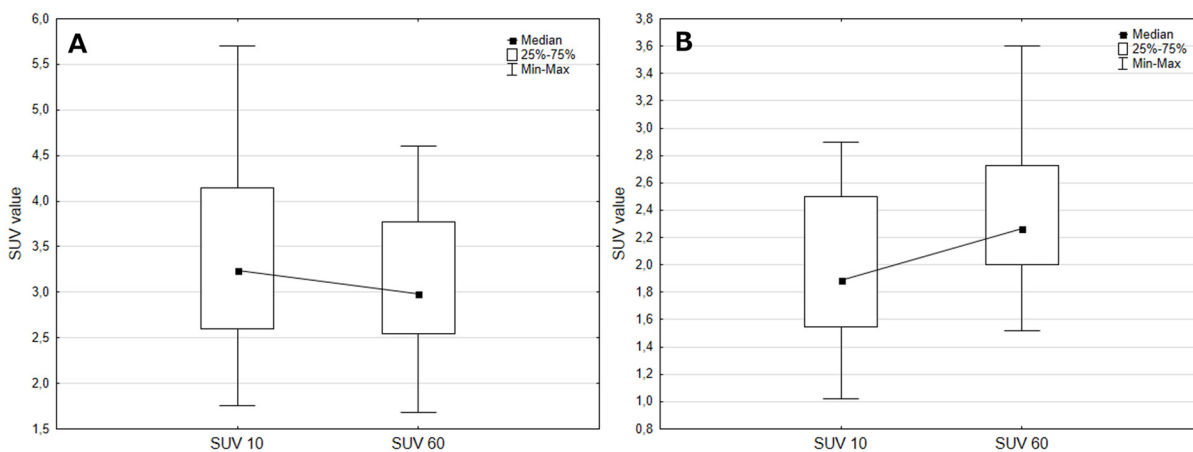 A
Median
25%-75%
Min-Max
SUV value
6,0
5,5
5,0
4,5
4,0
3,5
3,0
2,5
2,0
1,5
SUV 10
SUV 60
B
Median
25%-75%
Min-Max
SUV value
3,8
3,6
3,4
3,2
3,0
2,8
2,6
2,4
2,2
2,0
1,8
1,6
1,4
1,2
1,0
0,8
SUV 10
SUV 60